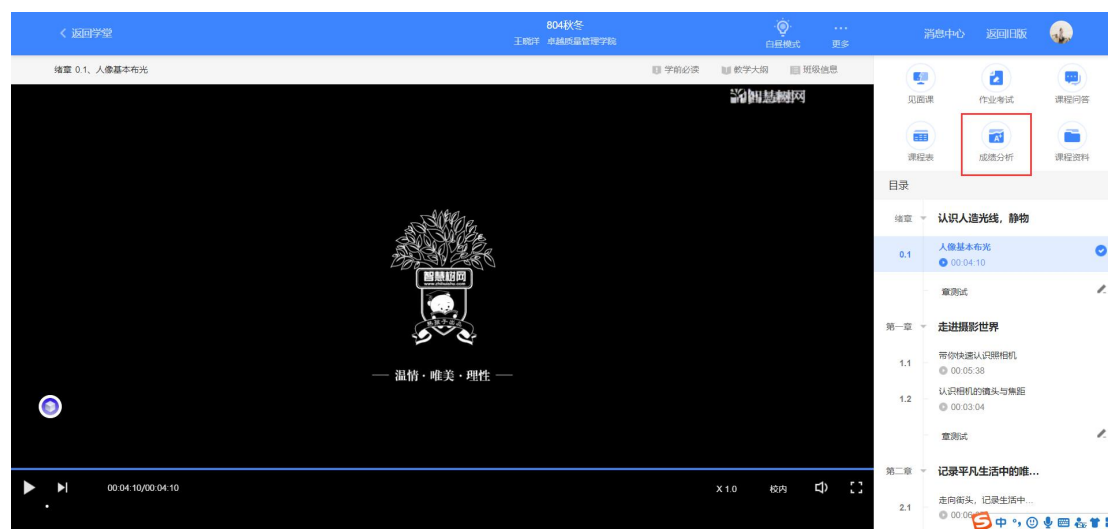 < 返回学堂
804秋冬
王晓洋 卓越质量管理学院
白昼模式
更多
消息中心
返回旧版
绪章 0.1、人像基本布光
学前必读
教学大纲
班级信息
智慧树网
智慧树网
www.zhihuishu.com
温情·唯美·理性
00:04:10/00:04:10
X 1.0
校内
见面课
作业考试
课程问答
课程表
成绩分析
课程资料
目录
绪章 认识人造光线，静物
0.1 人像基本布光
00:04:10
章测试
第一章 走进摄影世界
1.1 带你快速认识照相机
00:05:38
1.2 认识相机的镜头与焦距
00:03:04
章测试
第二章 记录平凡生活中的唯...
2.1 走向街头，记录生活中...
中